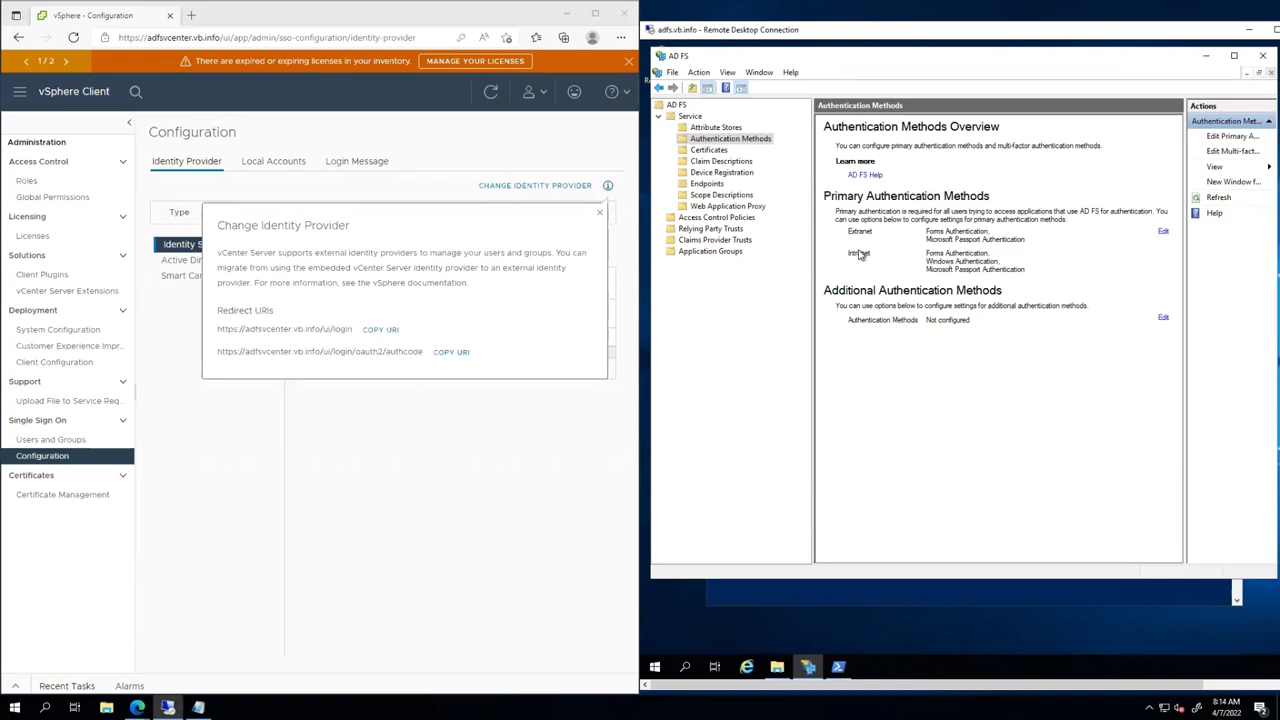 vSphere - Configuration
https://adfsvcenter.vb.info/ui/app/admin/sso-configuration/identity-provider
1 / 2
There are expired or expiring licenses in your inventory.
MANAGE YOUR LICENSES
vSphere Client
Administration
Access Control
Roles
Global Permissions
Licensing
Licenses
Solutions
Client Plugins
vCenter Server Extensions
Deployment
System Configuration
Customer Experience Impr...
Client Configuration
Support
Upload File to Service Req...
Single Sign On
Users and Groups
Configuration
Certificates
Certificate Management
Configuration
Identity Provider
Local Accounts
Login Message
CHANGE IDENTITY PROVIDER
Type
Identity S
Active Dir
Smart Car
Change Identity Provider
vCenter Server supports external identity providers to manage your users and groups. You can
migrate from using the embedded vCenter Server identity provider to an external identity
provider. For more information, see the vSphere documentation.
Redirect URIs
https://adfsvcenter.vb.info/ui/login COPY URI
https://adfsvcenter.vb.info/ui/login/oauth2/authcode COPY URI
Recent Tasks
Alarms
adfs.vb.info - Remote Desktop Connection
AD FS
File Action View Window Help
AD FS
Service
Attribute Stores
Authentication Methods
Certificates
Claim Descriptions
Device Registration
Endpoints
Scope Descriptions
Web Application Proxy
Access Control Policies
Relying Party Trusts
Claims Provider Trusts
Application Groups
Authentication Methods
Authentication Methods Overview
You can configure primary authentication methods and multi-factor authentication methods.
Learn more
AD FS Help
Primary Authentication Methods
Primary authentication is required for all users trying to access applications that use AD FS for authentication. You
can use options below to configure settings for primary authentication methods.
Extranet Forms Authentication, Edit
Microsoft Passport Authentication
Intranet Forms Authentication,
Windows Authentication,
Microsoft Passport Authentication
Additional Authentication Methods
You can use options below to configure settings for additional authentication methods.
Authentication Methods Not configured Edit
Actions
Authentication Met...
Edit Primary A...
Edit Multi-fact...
View
New Window f...
Refresh
Help
8:14 AM
4/7/2022
2